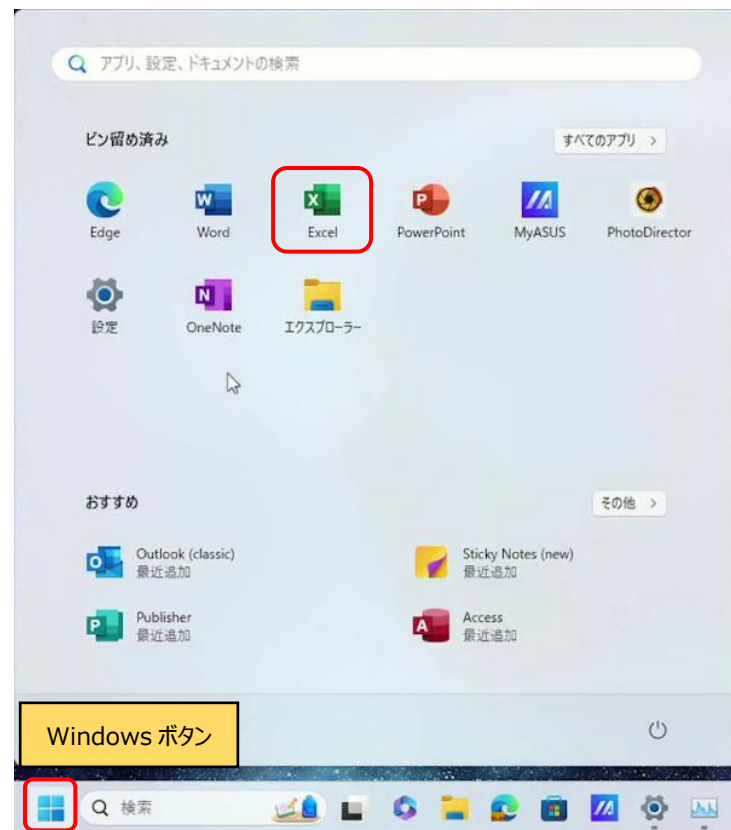 アプリ、設定、ドキュメントの検索
ピン留め済み
すべてのアプリ >
Edge
Word
Excel
PowerPoint
MyASUS
PhotoDirector
設定
OneNote
エクスプローラー
おすすめ
その他 >
Outlook (classic)
最近追加
Sticky Notes (new)
最近追加
Publisher
最近追加
Access
最近追加
Windows ボタン
検索